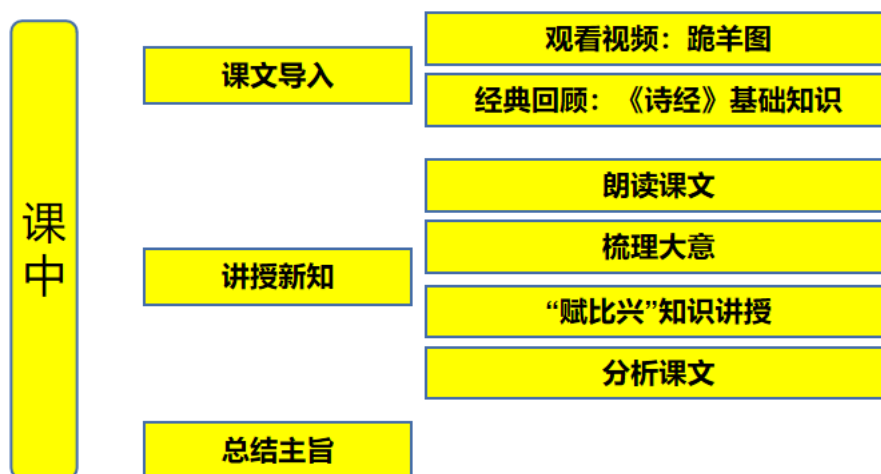 课中
课文导入
观看视频：跪羊图
经典回顾：《诗经》基础知识
讲授新知
朗读课文
梳理大意
“赋比兴”知识讲授
分析课文
总结主旨